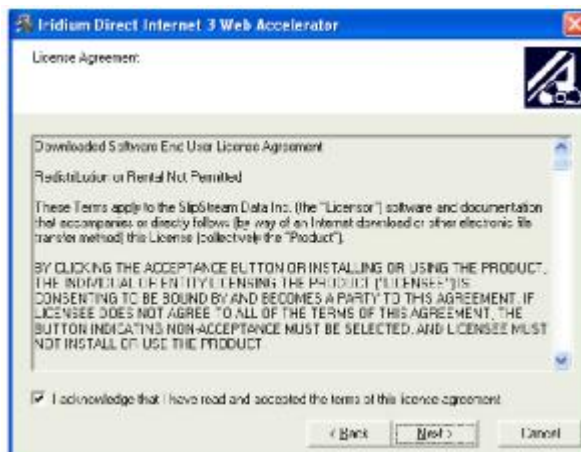 Iridium Direct Internet 3 Web Accelerator
License Agreement
Downloaded Software End User License Agreement
Redistribution or Rental Not Permitted
These Terms apply to the SlipStream Data Inc. (the "Licensor") software and documentation
that accompanies or directly follows (by way of an Internet download or other electronic file
transfer method) this License (collectively the "Product").
BY CLICKING THE ACCEPTANCE BUTTON OR INSTALLING OR USING THE PRODUCT,
THE INDIVIDUAL OR ENTITY LICENSING THE PRODUCT ("LICENSEE") IS
CONSENTING TO BE BOUND BY AND BECOMES A PARTY TO THIS AGREEMENT. IF
LICENSEE DOES NOT AGREE TO ALL OF THE TERMS OF THIS AGREEMENT, THE
BUTTON INDICATING NON-ACCEPTANCE MUST BE SELECTED, AND LICENSEE MUST
NOT INSTALL OR USE THE PRODUCT.
I acknowledge that I have read and accepted the terms of this license agreement
< Back
Next >
Cancel